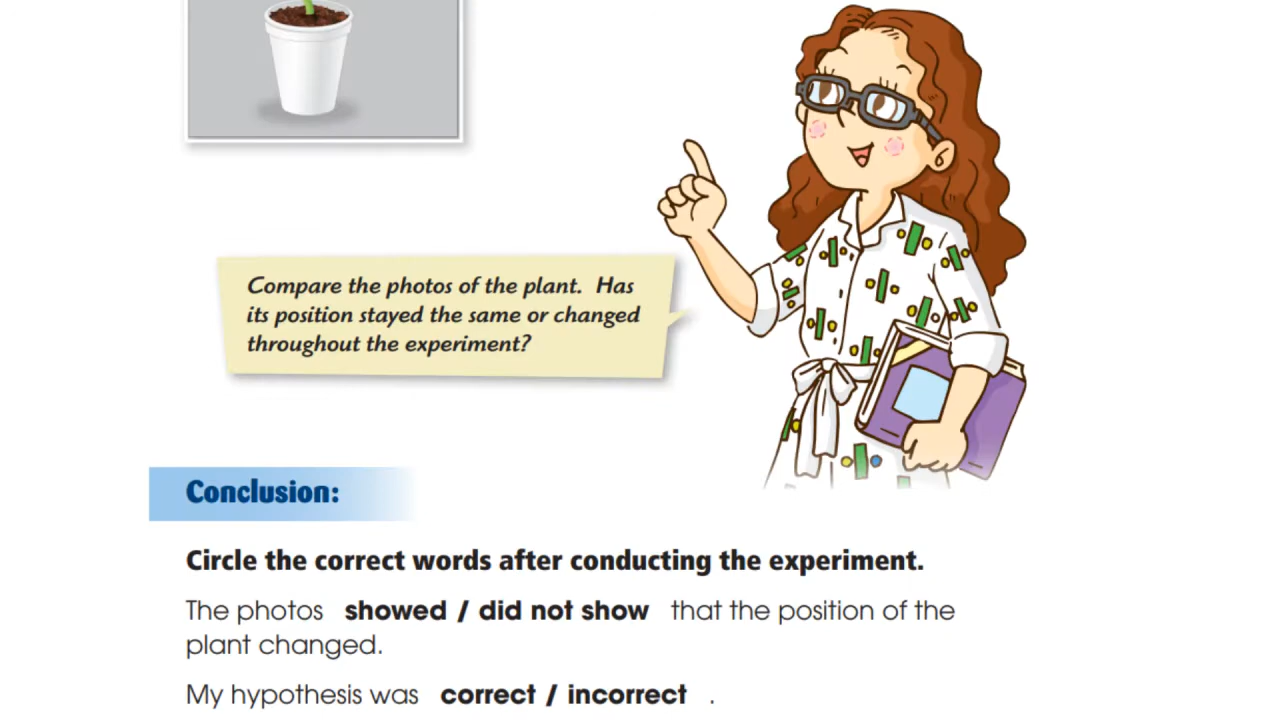 Compare the photos of the plant. Has
its position stayed the same or changed
throughout the experiment?
Conclusion:
Circle the correct words after conducting the experiment.
The photos showed / did not show that the position of the
plant changed.
My hypothesis was correct / incorrect .